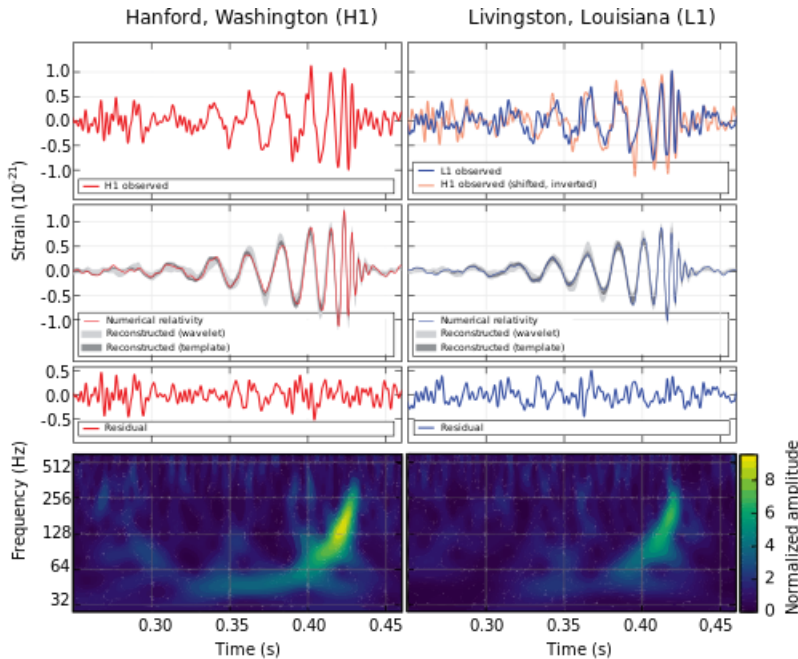 Hanford, Washington (H1)
Livingston, Louisiana (L1)
Strain (10⁻²¹)
1.0
0.5
0.0
-0.5
-1.0
H1 observed
L1 observed
H1 observed (shifted, inverted)
1.0
0.5
0.0
-0.5
-1.0
Numerical relativity
Reconstructed (wavelet)
Reconstructed (template)
Numerical relativity
Reconstructed (wavelet)
Reconstructed (template)
0.5
0.0
-0.5
Residual
Residual
Frequency (Hz)
512
256
128
64
32
Normalized amplitude
8
6
4
2
0
0.30 0.35 0.40 0.45
0.30 0.35 0.40 0,45
Time (s)
Time (s)